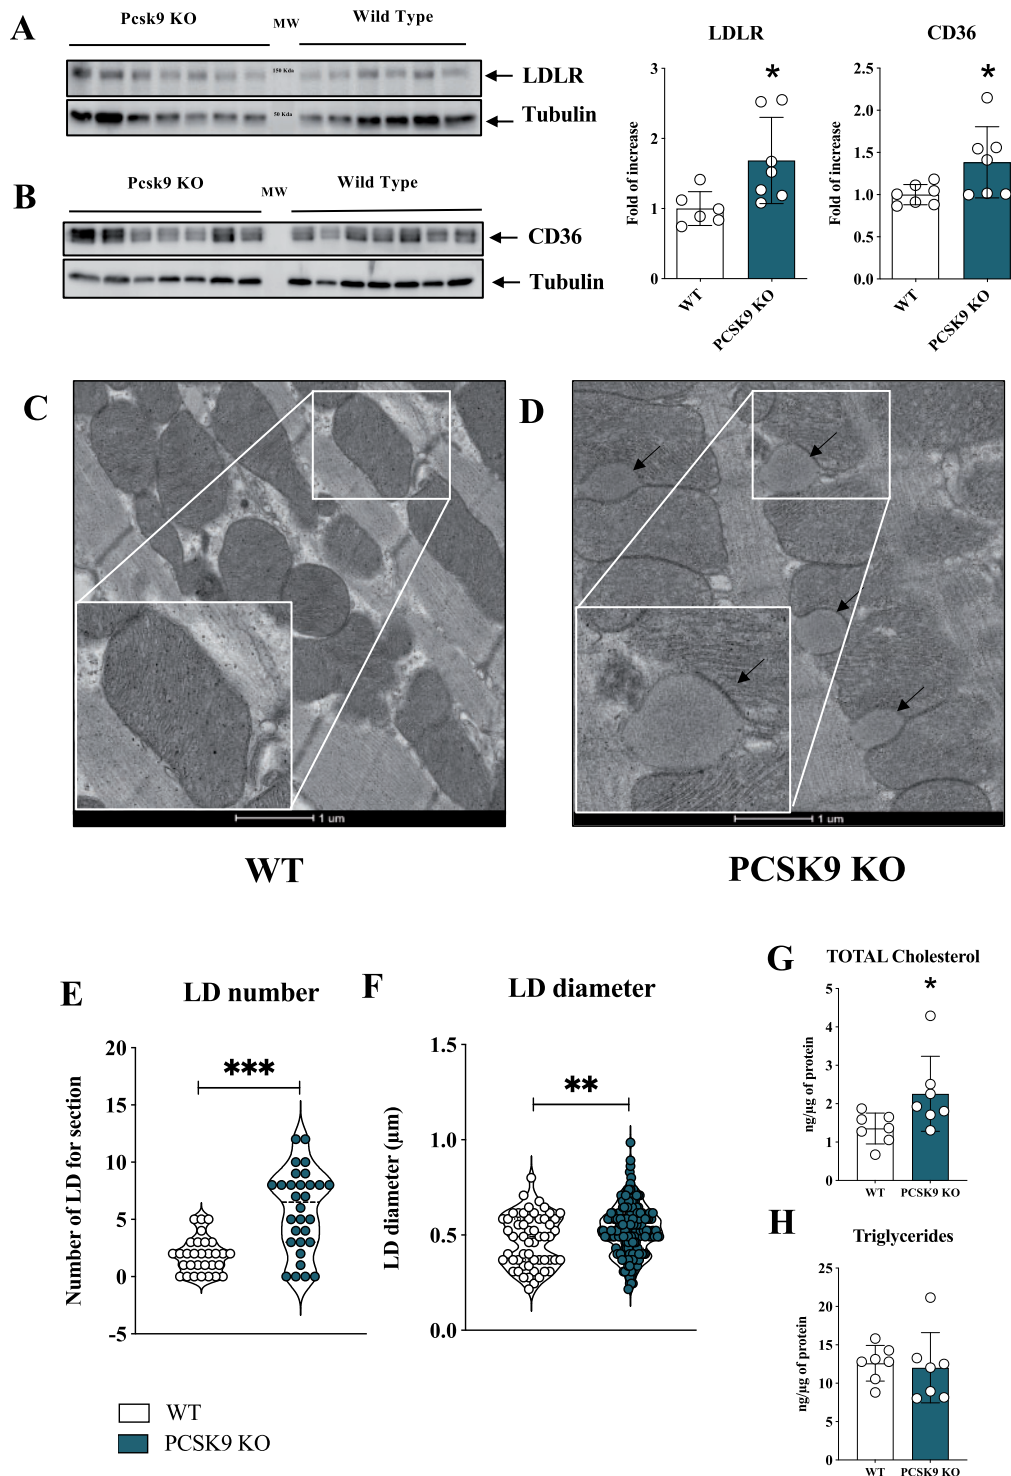 A
Pcsk9 KO
MW
Wild Type
150 Kda
LDLR
50 Kda
Tubulin
B
Pcsk9 KO
MW
Wild Type
CD36
Tubulin
LDLR
*
3
2
1
0
Fold of increase
WT
PCSK9 KO
CD36
*
2.5
2.0
1.5
1.0
0.5
0.0
Fold of increase
WT
PCSK9 KO
C
1 um
WT
D
1 um
PCSK9 KO
E
LD number
***
20
15
10
5
0
-5
Number of LD for section
F
LD diameter
**
1.5
1.0
0.5
0.0
LD diameter (µm)
WT
PCSK9 KO
G
TOTAL Cholesterol
*
5
4
3
2
1
0
ng/µg of protein
WT
PCSK9 KO
H
Triglycerides
25
20
15
10
5
0
ng/µg of protein
WT
PCSK9 KO